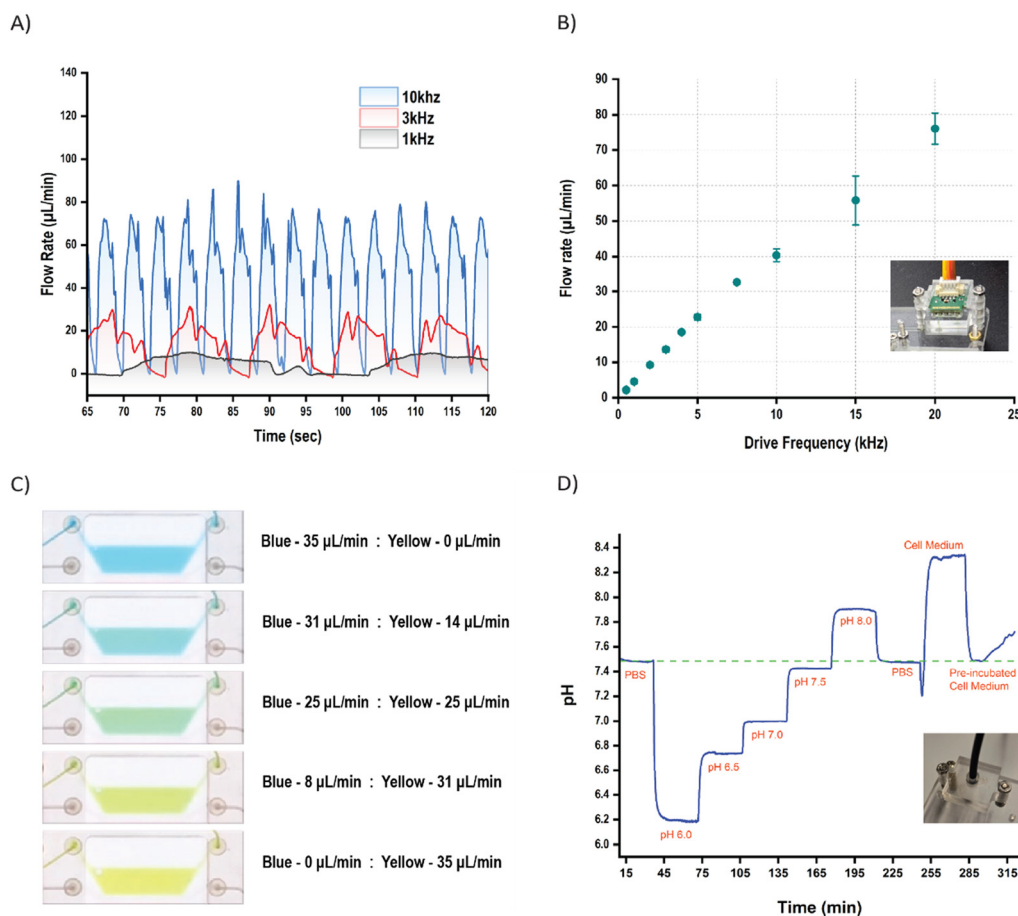 A)
140
120
100
80
60
40
20
0
Flow Rate (µL/min)
10khz
3kHz
1kHz
65 70 75 80 85 90 95 100 105 110 115 120
Time (sec)
B)
90
80
70
60
50
40
30
20
10
0
Flow rate (µL/min)
0 5 10 15 20 25
Drive Frequency (kHz)
C)
Blue - 35 µL/min : Yellow - 0 µL/min
Blue - 31 µL/min : Yellow - 14 µL/min
Blue - 25 µL/min : Yellow - 25 µL/min
Blue - 8 µL/min : Yellow - 31 µL/min
Blue - 0 µL/min : Yellow - 35 µL/min
D)
8.4
8.2
8.0
7.8
7.6
7.4
7.2
7.0
6.8
6.6
6.4
6.2
6.0
pH
PBS
pH 6.0
pH 6.5
pH 7.0
pH 7.5
pH 8.0
PBS
Cell Medium
Pre-incubated
Cell Medium
15 45 75 105 135 165 195 225 255 285 315
Time (min)